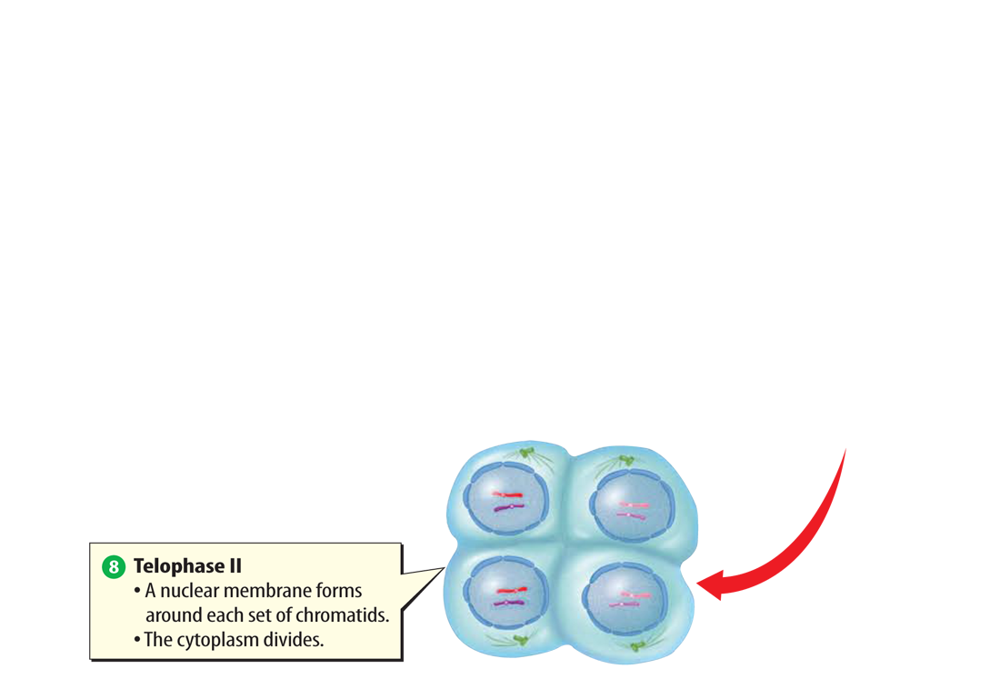 8 Telophase II
• A nuclear membrane forms
around each set of chromatids.
• The cytoplasm divides.